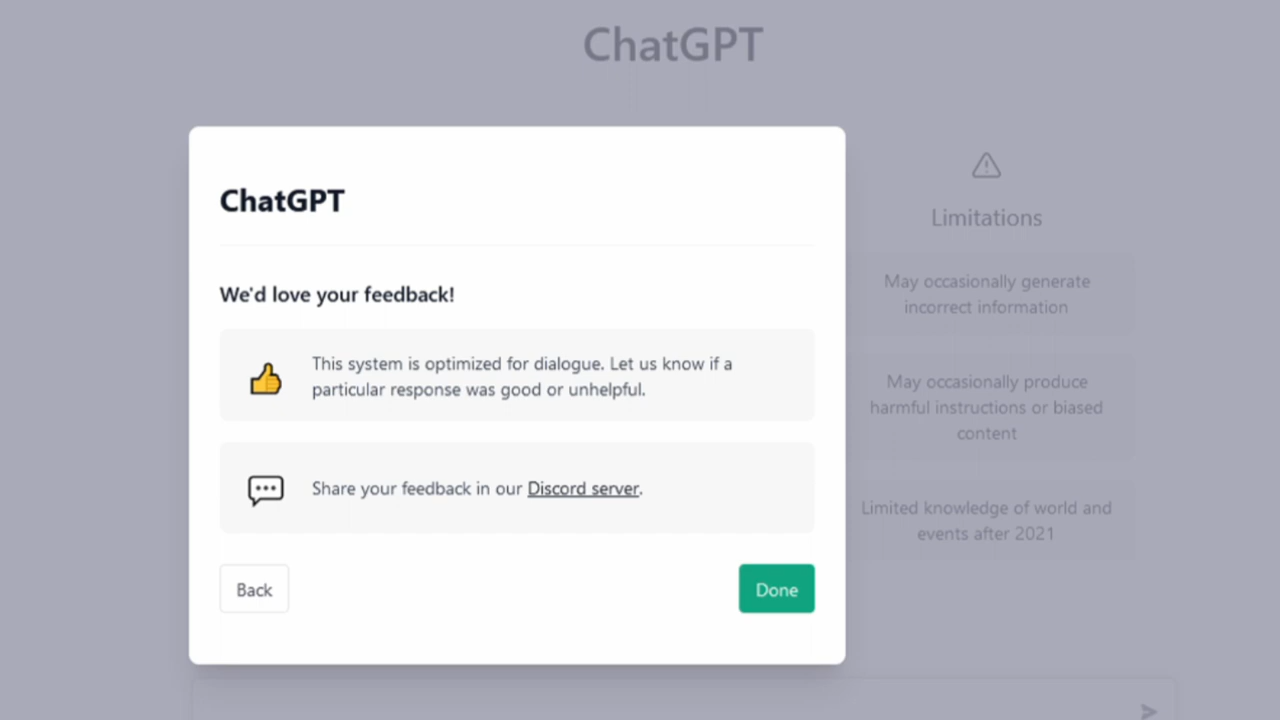 ChatGPT
ChatGPT
We'd love your feedback!
This system is optimized for dialogue. Let us know if a
particular response was good or unhelpful.
Share your feedback in our Discord server.
Back
Done
Limitations
May occasionally generate
incorrect information
May occasionally produce
harmful instructions or biased
content
Limited knowledge of world and
events after 2021